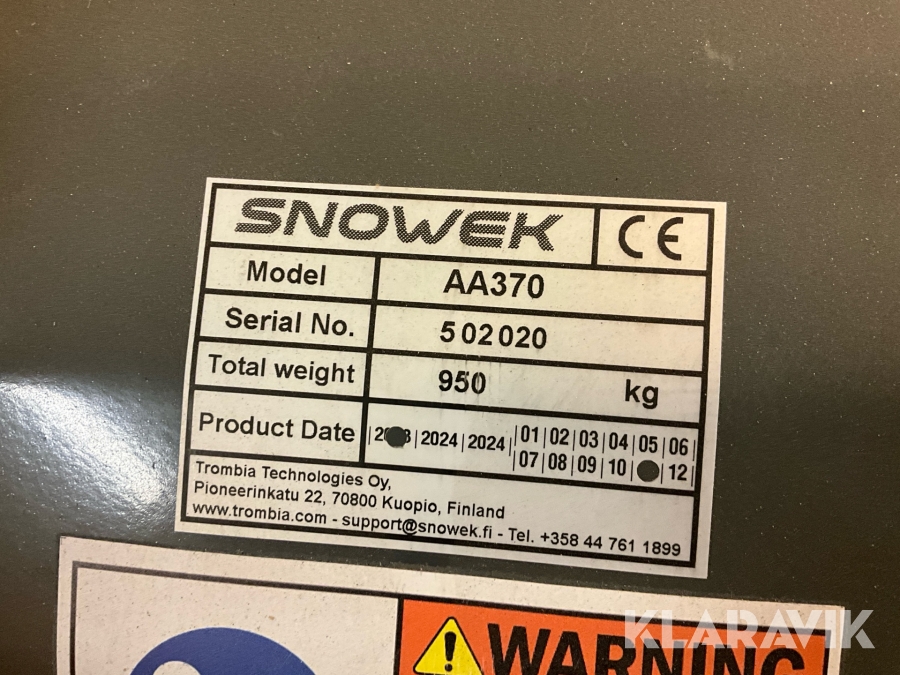 SNOWEK CE
Model AA370
Serial No. 502020
Total weight 950 kg
Product Date |2 3|2024|2024| |01|02|03|04|05|06|
|07|08|09|10| |12|
Trombia Technologies Oy,
Pioneerinkatu 22, 70800 Kuopio, Finland
www.trombia.com - support@snowek.fi - Tel. +358 44 761 1899
WARNING
KLARAVIK